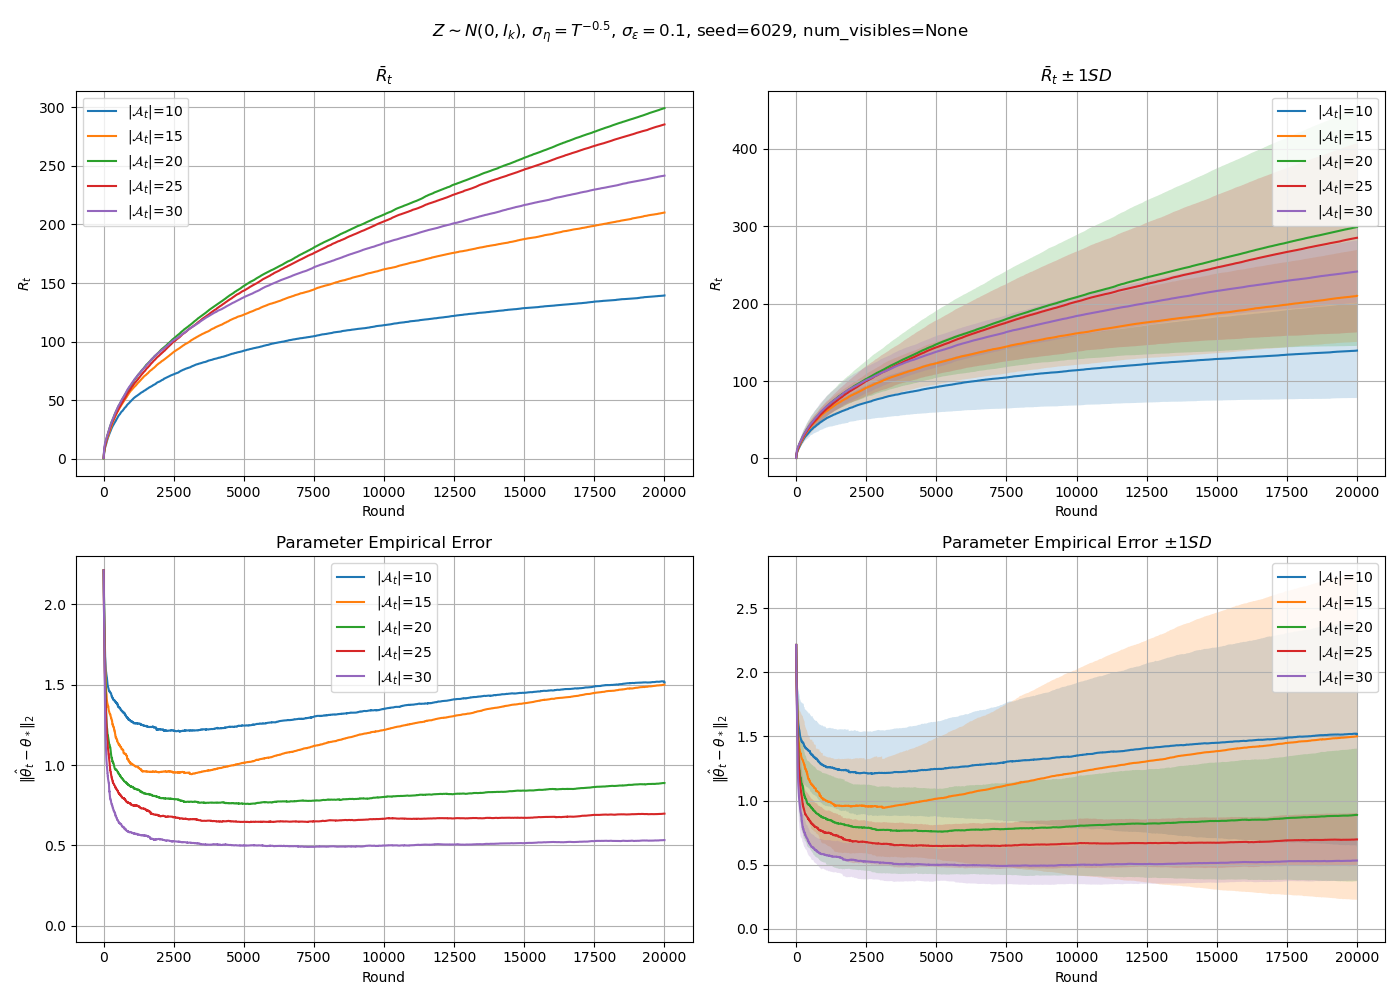 Z ∼ N(0, I_k), σ_η = T^{−0.5}, σ_ε = 0.1, seed=6029, num_visibles=None
R̄_t
R_t
300
250
200
150
100
50
0
|𝒜_t|=10
|𝒜_t|=15
|𝒜_t|=20
|𝒜_t|=25
|𝒜_t|=30
0 2500 5000 7500 10000 12500 15000 17500 20000
Round
R̄_t ± 1SD
R_t
400
300
200
100
0
|𝒜_t|=10
|𝒜_t|=15
|𝒜_t|=20
|𝒜_t|=25
|𝒜_t|=30
0 2500 5000 7500 10000 12500 15000 17500 20000
Round
Parameter Empirical Error
‖θ̂_t − θ_*‖_2
2.0
1.5
1.0
0.5
0.0
|𝒜_t|=10
|𝒜_t|=15
|𝒜_t|=20
|𝒜_t|=25
|𝒜_t|=30
0 2500 5000 7500 10000 12500 15000 17500 20000
Round
Parameter Empirical Error ±1SD
‖θ̂_t − θ_*‖_2
2.5
2.0
1.5
1.0
0.5
0.0
|𝒜_t|=10
|𝒜_t|=15
|𝒜_t|=20
|𝒜_t|=25
|𝒜_t|=30
0 2500 5000 7500 10000 12500 15000 17500 20000
Round